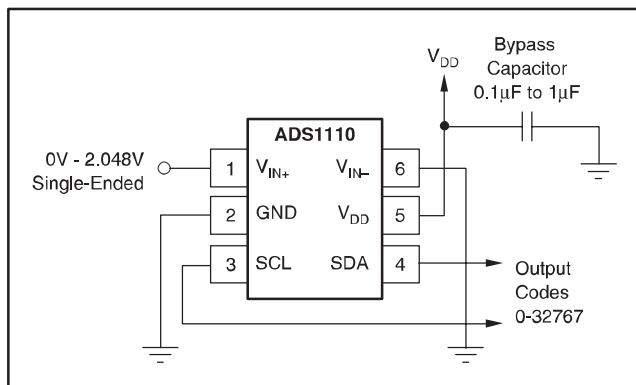 V_DD
Bypass
Capacitor
0.1µF to 1µF
ADS1110
0V - 2.048V
Single-Ended
1 V_IN+ V_IN– 6
2 GND V_DD 5
3 SCL SDA 4
Output
Codes
0-32767